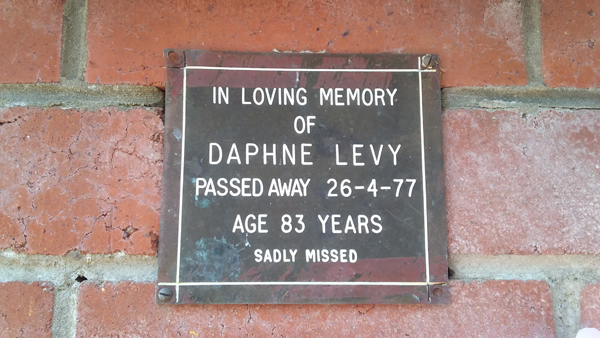 IN LOVING MEMORY
OF
DAPHNE LEVY
PASSED AWAY 26-4-77
AGE 83 YEARS
SADLY MISSED